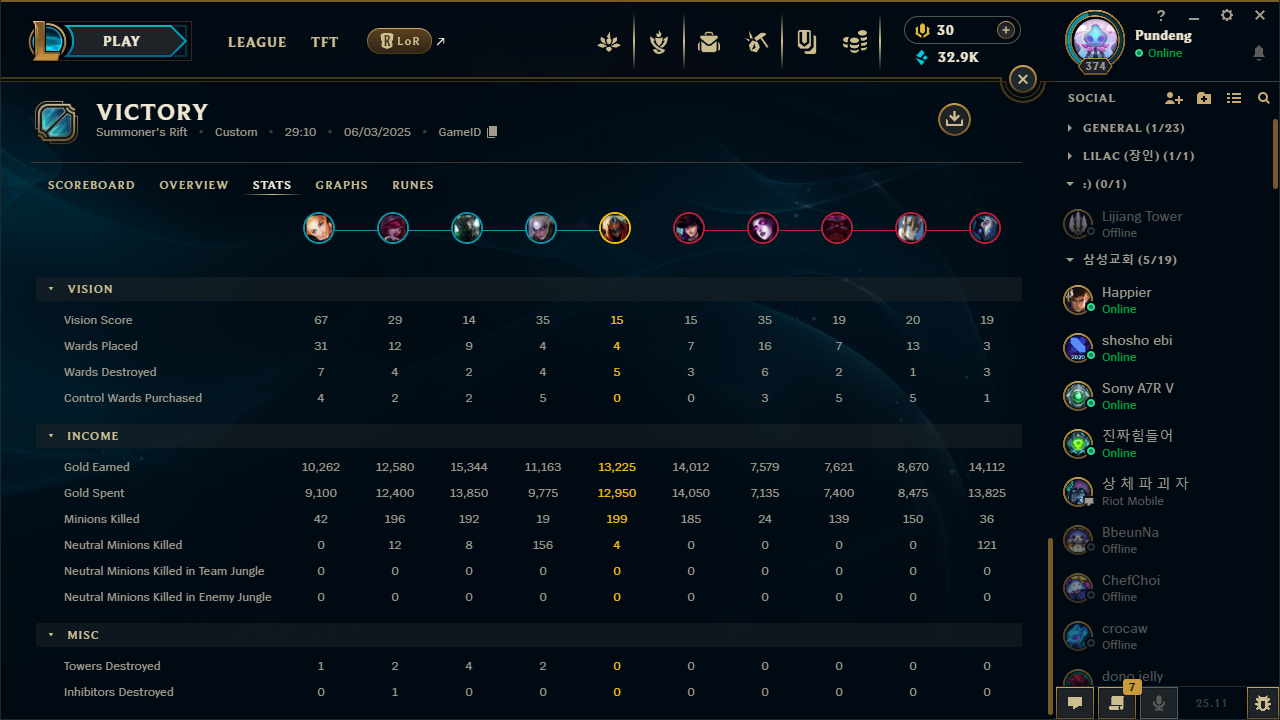 PLAY
LEAGUE
TFT
LoR
30
32.9K
Pundeng
Online
374
VICTORY
Summoner's Rift • Custom • 29:10 • 06/03/2025 • GameID
SCOREBOARD OVERVIEW STATS GRAPHS RUNES
VISION
Vision Score 67 29 14 35 15 15 35 19 20 19
Wards Placed 31 12 9 4 4 7 16 7 13 3
Wards Destroyed 7 4 2 4 5 3 6 2 1 3
Control Wards Purchased 4 2 2 5 0 0 3 5 5 1
INCOME
Gold Earned 10,262 12,580 15,344 11,163 13,225 14,012 7,579 7,621 8,670 14,112
Gold Spent 9,100 12,400 13,850 9,775 12,950 14,050 7,135 7,400 8,475 13,825
Minions Killed 42 196 192 19 199 185 24 139 150 36
Neutral Minions Killed 0 12 8 156 4 0 0 0 0 121
Neutral Minions Killed in Team Jungle 0 0 0 0 0 0 0 0 0 0
Neutral Minions Killed in Enemy Jungle 0 0 0 0 0 0 0 0 0 0
MISC
Towers Destroyed 1 2 4 2 0 0 0 0 0 0
Inhibitors Destroyed 0 1 0 0 0 0 0 0 0 0
SOCIAL
GENERAL (1/23)
LILAC (장인) (1/1)
:) (0/1)
Lijiang Tower
Offline
삼성교회 (5/19)
Happier
Online
shosho ebi
Online
2020
Sony A7R V
Online
진짜힘들어
Online
상 체 파 괴 자
Riot Mobile
BbeunNa
Offline
ChefChoi
Offline
crocaw
Offline
dono jelly
7
25.11